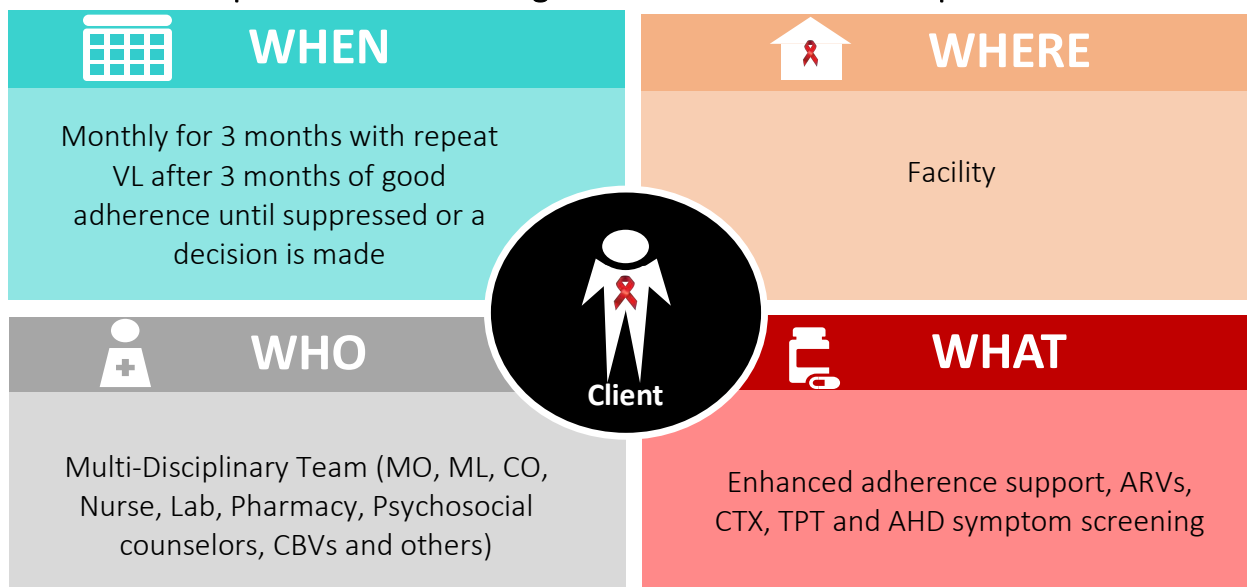 WHEN
Monthly for 3 months with repeat
VL after 3 months of good
adherence until suppressed or a
decision is made
WHERE
Facility
Client
WHO
Multi-Disciplinary Team (MO, ML, CO,
Nurse, Lab, Pharmacy, Psychosocial
counselors, CBVs and others)
WHAT
Enhanced adherence support, ARVs,
CTX, TPT and AHD symptom screening